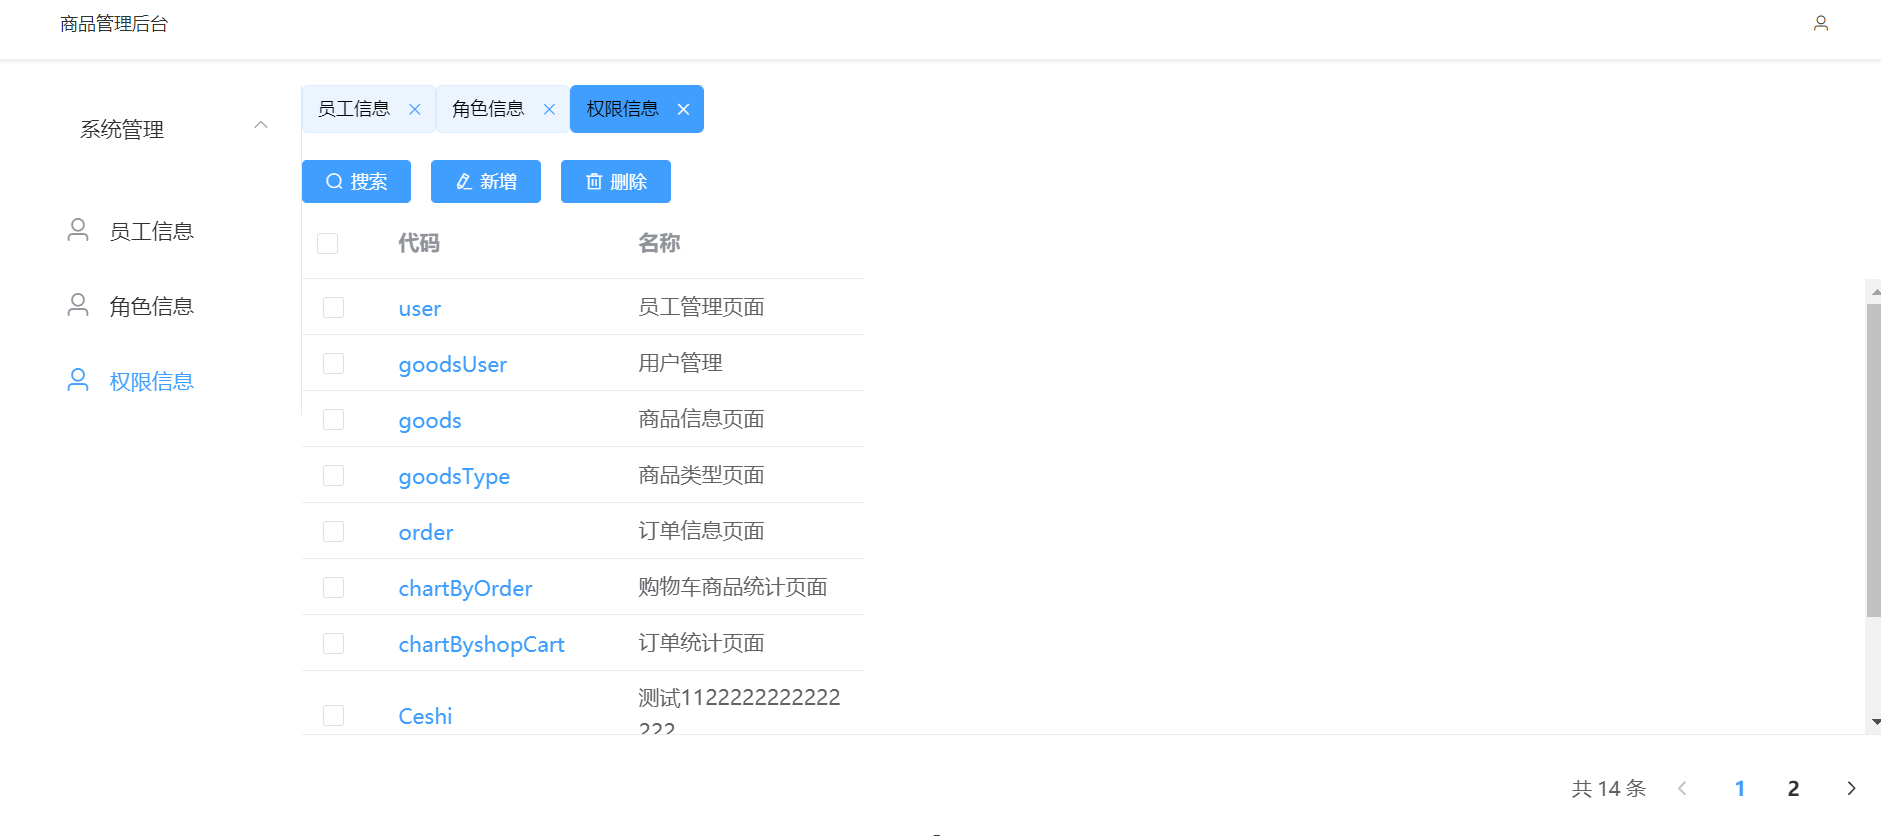 商品管理后台
系统管理
员工信息
角色信息
权限信息
员工信息 角色信息 权限信息
搜索 新增 删除
代码 名称
user 员工管理页面
goodsUser 用户管理
goods 商品信息页面
goodsType 商品类型页面
order 订单信息页面
chartByOrder 购物车商品统计页面
chartByshopCart 订单统计页面
Ceshi 测试1122222222222
222
共 14 条 1 2